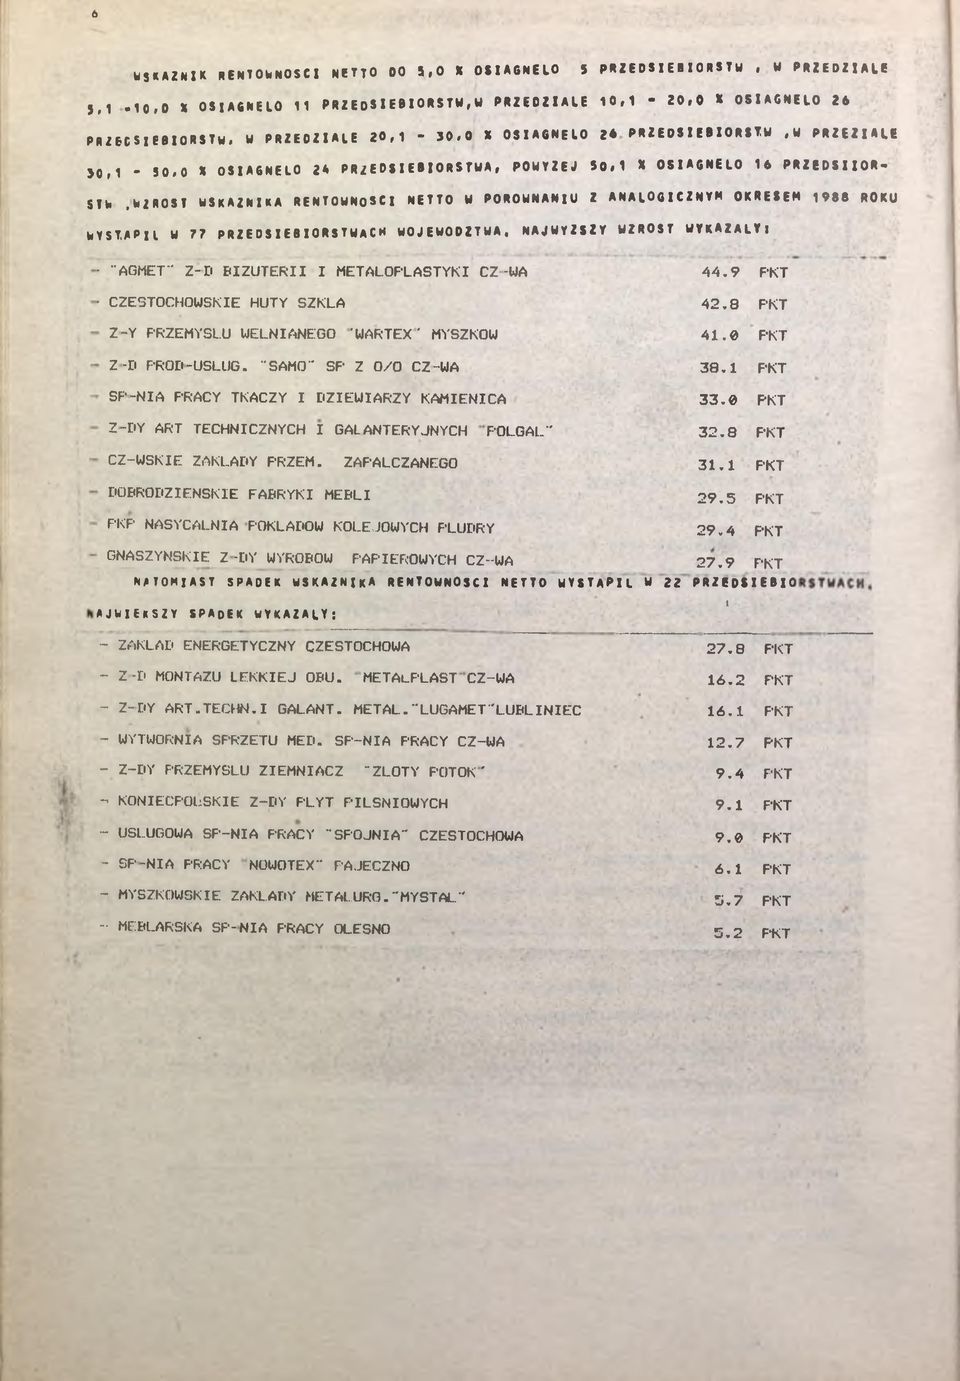 6
WSKAZNIK RENTOWNOSCI NETTO DO 5,0 % OSIAGNELO 5 PRZEDSIEBIORSTW , W PRZEDZIALE
5,1 -10,0 % OSIAGNELO 11 PRZEDSIEBIORSTW,W PRZEDZIALE 10,1 - 20,0 % OSIAGNELO 26
PRZEDSIEBIORSTW, W PRZEDZIALE 20,1 - 30,0 % OSIAGNELO 26 PRZEDSIEBIORSTW ,W PRZEZIALE
30,1 - 50,0 % OSIAGNELO 24 PRZEDSIEBIORSTWA, POWYZEJ 50,1 % OSIAGNELO 16 PRZEDSIIOR-
STW ,WZROST WSKAZNIKA RENTOWNOSCI NETTO W POROWNANIU Z ANALOGICZNYM OKRESEM 1988 ROKU
WYSTAPIL W 77 PRZEDSIEBIORSTWACH WOJEWODZTWA, NAJWYZSZY WZROST WYKAZALY:
- "AGMET" Z-D BIZUTERII I METALOPLASTYKI CZ-WA 44.9 PKT
- CZESTOCHOWSKIE HUTY SZKLA 42.8 PKT
- Z-Y PRZEMYSLU WELNIANEGO "WARTEX" MYSZKOW 41.0 PKT
- Z-D PROD-USLUG. "SAMO" SP Z O/O CZ-WA 38.1 PKT
- SP-NIA PRACY TKACZY I DZIEWIARZY KAMIENICA 33.0 PKT
- Z-DY ART TECHNICZNYCH I GALANTERYJNYCH "POLGAL" 32.8 PKT
- CZ-WSKIE ZAKLADY PRZEM. ZAPALCZANEGO 31.1 PKT
- DOBRODZIENSKIE FABRYKI MEBLI 29.5 PKT
- PKP NASYCALNIA POKLADOW KOLEJOWYCH PLUDRY 29.4 PKT
- GNASZYNSKIE Z-DY WYROBOW PAPIEROWYCH CZ-WA 27.9 PKT
NATOMIAST SPADEK WSKAZNIKA RENTOWNOSCI NETTO WYSTAPIL W 22 PRZEDSIEBIORSTWACH,
NAJWIEKSZY SPADEK WYKAZALY:
- ZAKLAD ENERGETYCZNY CZESTOCHOWA 27.8 PKT
- Z-D MONTAZU LEKKIEJ OBU. "METALPLAST"CZ-WA 16.2 PKT
- Z-DY ART.TECHN.I GALANT. METAL."LUGAMET"LUBLINIEC 16.1 PKT
- WYTWORNIA SPRZETU MED. SP-NIA PRACY CZ-WA 12.7 PKT
- Z-DY PRZEMYSLU ZIEMNIACZ "ZLOTY POTOK" 9.4 PKT
- KONIECPOLSKIE Z-DY PLYT PILSNIOWYCH 9.1 PKT
- USLUGOWA SP-NIA PRACY "SPOJNIA" CZESTOCHOWA 9.0 PKT
- SP-NIA PRACY "NOWOTEX" PAJECZNO 6.1 PKT
- MYSZKOWSKIE ZAKLADY METALURG."MYSTAL" 5.7 PKT
- MEBLARSKA SP-NIA PRACY OLESNO 5.2 PKT